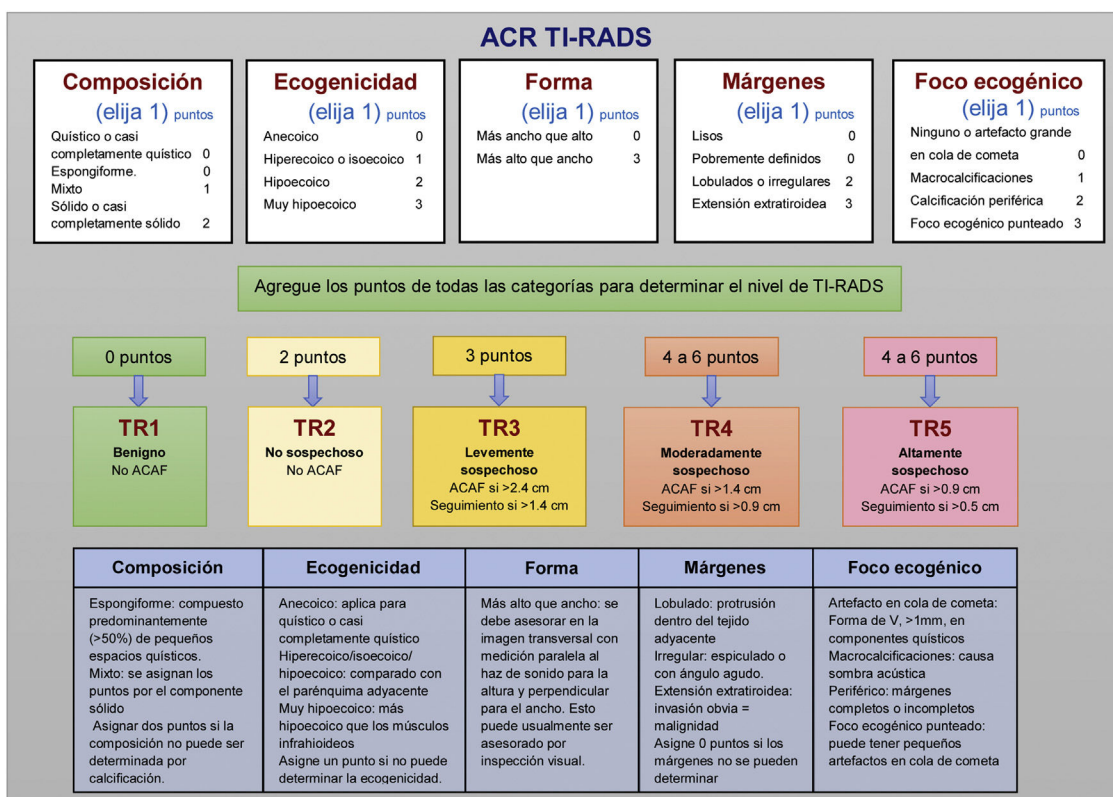 ACR TI-RADS
Composición
(elija 1) puntos
Quístico o casi
completamente quístico 0
Espongiforme. 0
Mixto 1
Sólido o casi
completamente sólido 2
Ecogenicidad
(elija 1) puntos
Anecoico 0
Hiperecoico o isoecoico 1
Hipoecoico 2
Muy hipoecoico 3
Forma
(elija 1) puntos
Más ancho que alto 0
Más alto que ancho 3
Márgenes
(elija 1) puntos
Lisos 0
Pobremente definidos 0
Lobulados o irregulares 2
Extensión extratiroidea 3
Foco ecogénico
(elija 1) puntos
Ninguno o artefacto grande
en cola de cometa 0
Macrocalcificaciones 1
Calcificación periférica 2
Foco ecogénico punteado 3
Agregue los puntos de todas las categorías para determinar el nivel de TI-RADS
0 puntos
2 puntos
3 puntos
4 a 6 puntos
4 a 6 puntos
TR1
Benigno
No ACAF
TR2
No sospechoso
No ACAF
TR3
Levemente
sospechoso
ACAF si >2.4 cm
Seguimiento si >1.4 cm
TR4
Moderadamente
sospechoso
ACAF si >1.4 cm
Seguimiento si >0.9 cm
TR5
Altamente
sospechoso
ACAF si >0.9 cm
Seguimiento si >0.5 cm
Composición
Espongiforme: compuesto
predominantemente
(>50%) de pequeños
espacios quísticos.
Mixto: se asignan los
puntos por el componente
sólido
Asignar dos puntos si la
composición no puede ser
determinada por
calcificación.
Ecogenicidad
Anecoico: aplica para
quístico o casi
completamente quístico
Hiperecoico/isoecoico/
hipoecoico: comparado con
el parénquima adyacente
Muy hipoecoico: más
hipoecoico que los músculos
infrahioideos
Asigne un punto si no puede
determinar la ecogenicidad.
Forma
Más alto que ancho: se
debe asesorar en la
imagen transversal con
medición paralela al
haz de sonido para la
altura y perpendicular
para el ancho. Esto
puede usualmente ser
asesorado por
inspección visual.
Márgenes
Lobulado: protrusión
dentro del tejido
adyacente
Irregular: espiculado o
con ángulo agudo.
Extensión extratiroidea:
invasión obvia =
malignidad
Asigne 0 puntos si los
márgenes no se pueden
determinar
Foco ecogénico
Artefacto en cola de cometa:
Forma de V, >1mm, en
componentes quísticos
Macrocalcificaciones: causa
sombra acústica
Periférico: márgenes
completos o incompletos
Foco ecogénico punteado:
puede tener pequeños
artefactos en cola de cometa